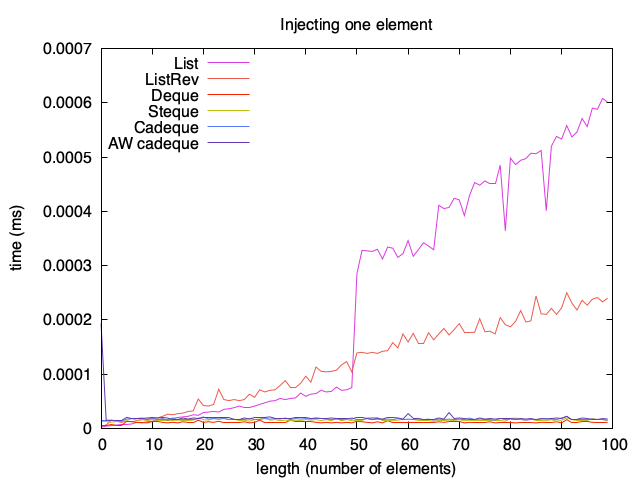 Injecting one element
0.0007
0.0006
0.0005
0.0004
0.0003
0.0002
0.0001
0
time (ms)
List
ListRev
Deque
Steque
Cadeque
AW cadeque
0 10 20 30 40 50 60 70 80 90 100
length (number of elements)